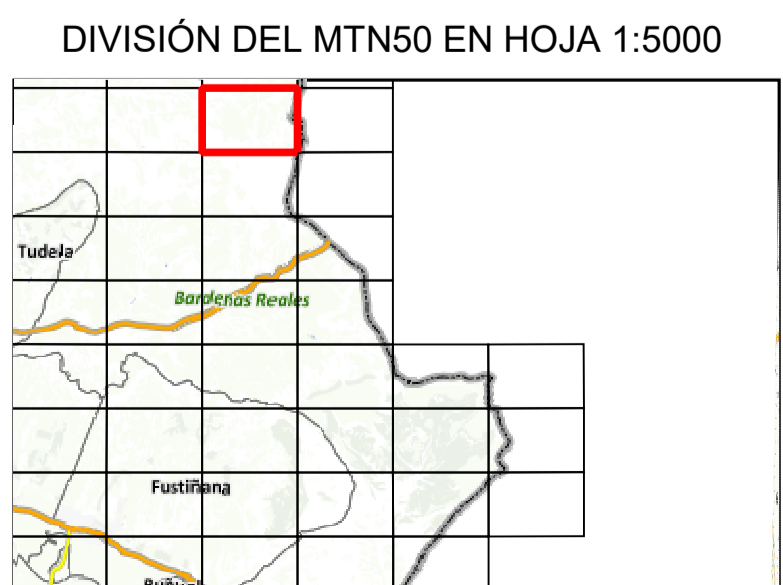 DIVISIÓN DEL MTN50 EN HOJA 1:5000
Tudela
Bardenas Reales
Fustiñana